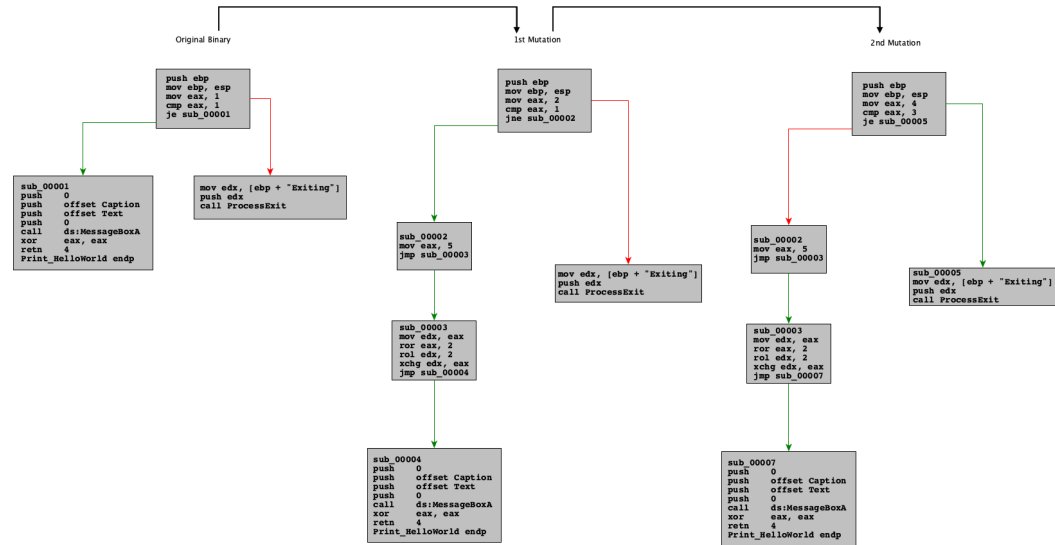 Original Binary
push ebp
mov ebp, esp
mov eax, 1
cmp eax, 1
je sub_00001
sub_00001
push 0
push offset Caption
push offset Text
push 0
call ds:MessageBoxA
xor eax, eax
retn 4
Print_HelloWorld endp
mov edx, [ebp + "Exiting"]
push edx
call ProcessExit
1st Mutation
push ebp
mov ebp, esp
mov eax, 2
cmp eax, 1
jne sub_00002
sub_00002
mov eax, 5
jmp sub_00003
mov edx, [ebp + "Exiting"]
push edx
call ProcessExit
sub_00003
mov edx, eax
ror eax, 2
rol edx, 2
xchg edx, eax
jmp sub_00004
sub_00004
push 0
push offset Caption
push offset Text
push 0
call ds:MessageBoxA
xor eax, eax
retn 4
Print_HelloWorld endp
2nd Mutation
push ebp
mov ebp, esp
mov eax, 4
cmp eax, 3
je sub_00005
sub_00002
mov eax, 5
jmp sub_00003
sub_00005
mov edx, [ebp + "Exiting"]
push edx
call ProcessExit
sub_00003
mov edx, eax
ror eax, 2
rol edx, 2
xchg edx, eax
jmp sub_00007
sub_00007
push 0
push offset Caption
push offset Text
push 0
call ds:MessageBoxA
xor eax, eax
retn 4
Print_HelloWorld endp